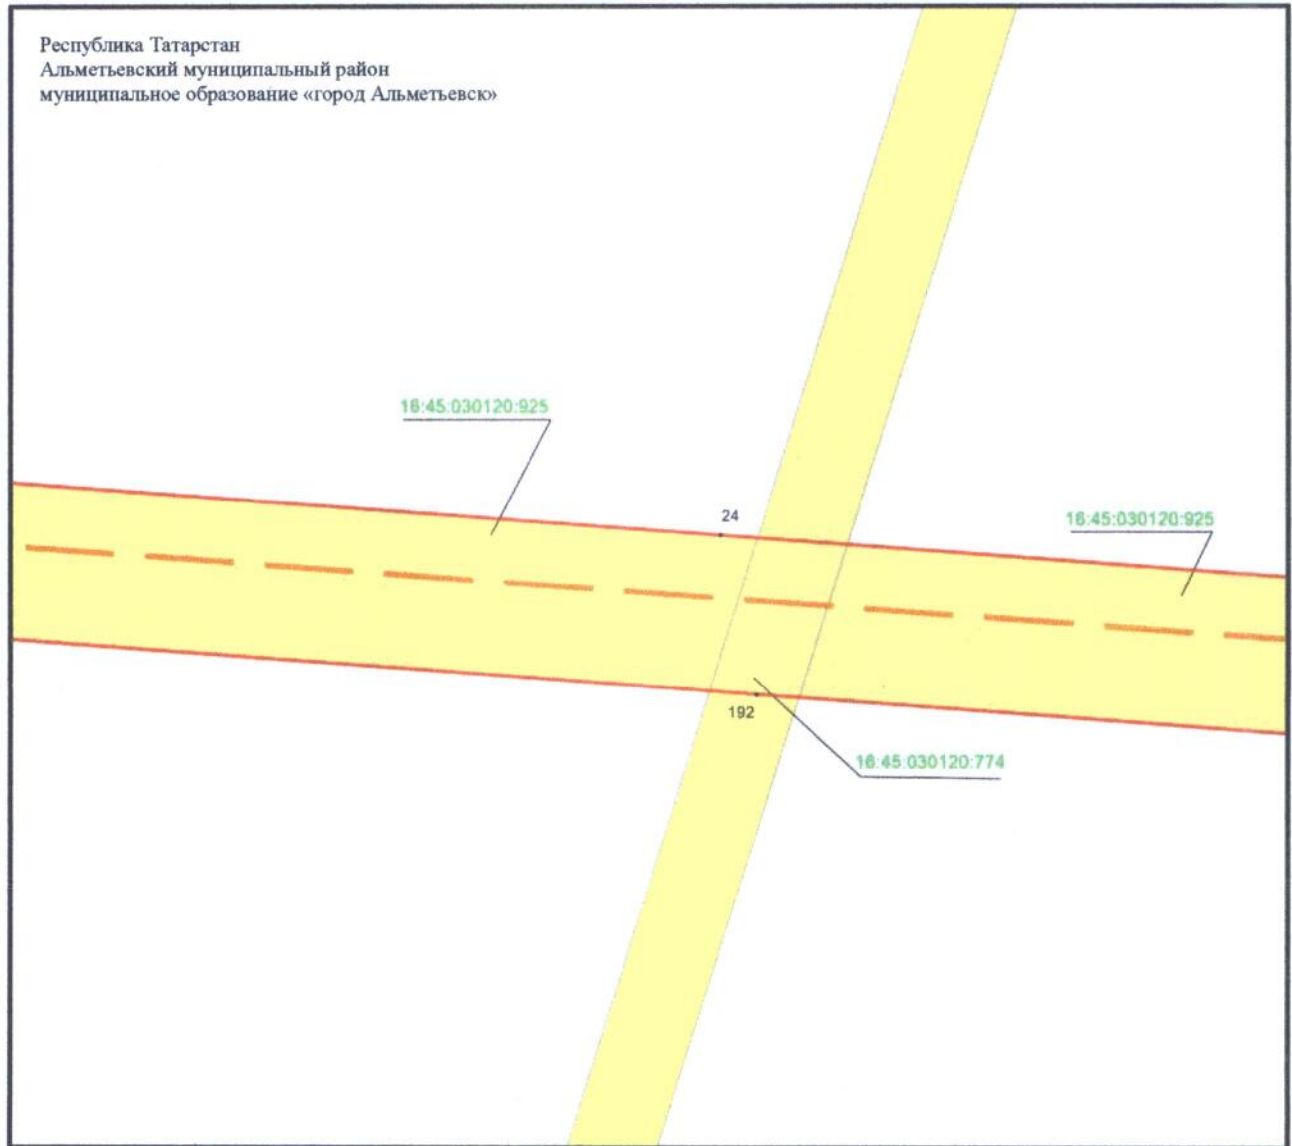 Республика Татарстан
Альметьевский муниципальный район
муниципальное образование «город Альметьевск»
16:45:030120:925
24
16:45:030120:925
192
16:45:030120:774